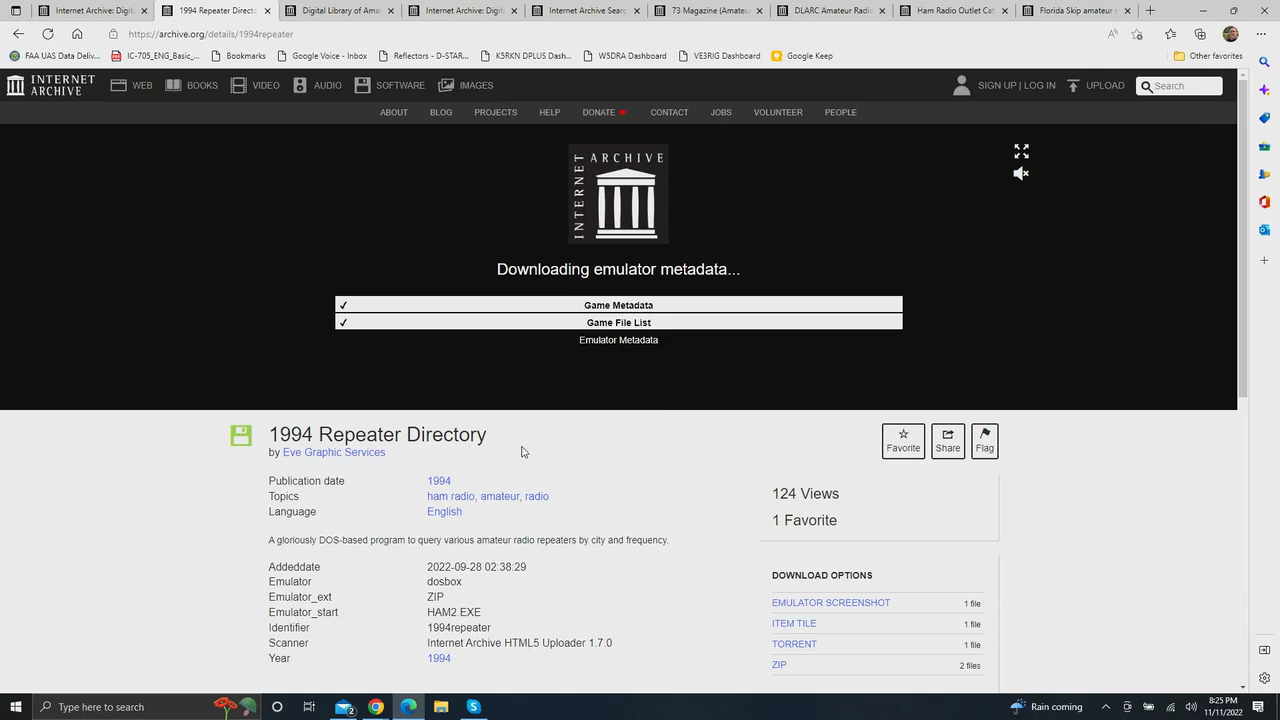 Internet Archive: Digit
1994 Repeater Director
Digital Library of Amat
Internet Archive: Digit
Internet Archive Searc
73 Magazine (Amateu
DLARC Amateur Radio
Ham Radio Outlet Cat
Florida Skip amateur r
https://archive.org/details/1994repeater
FAA UAS Data Deliv...
IC-705_ENG_Basic_...
Bookmarks
Google Voice - Inbox
Reflectors - D-STAR...
K5RKN DPLUS Dashb...
W5DRA Dashboard
VE3RIG Dashboard
Google Keep
Other favorites
INTERNET ARCHIVE
WEB
BOOKS
VIDEO
AUDIO
SOFTWARE
IMAGES
SIGN UP | LOG IN
UPLOAD
Search
ABOUT
BLOG
PROJECTS
HELP
DONATE
CONTACT
JOBS
VOLUNTEER
PEOPLE
INTERNET ARCHIVE
Downloading emulator metadata...
✓ Game Metadata
✓ Game File List
Emulator Metadata
1994 Repeater Directory
by Eve Graphic Services
Favorite
Share
Flag
Publication date 1994
Topics ham radio, amateur, radio
Language English
124 Views
1 Favorite
A gloriously DOS-based program to query various amateur radio repeaters by city and frequency.
Addeddate 2022-09-28 02:38:29
Emulator dosbox
Emulator_ext ZIP
Emulator_start HAM2.EXE
Identifier 1994repeater
Scanner Internet Archive HTML5 Uploader 1.7.0
Year 1994
DOWNLOAD OPTIONS
EMULATOR SCREENSHOT 1 file
ITEM TILE 1 file
TORRENT 1 file
ZIP 2 files
Type here to search
Rain coming
8:25 PM
11/11/2022